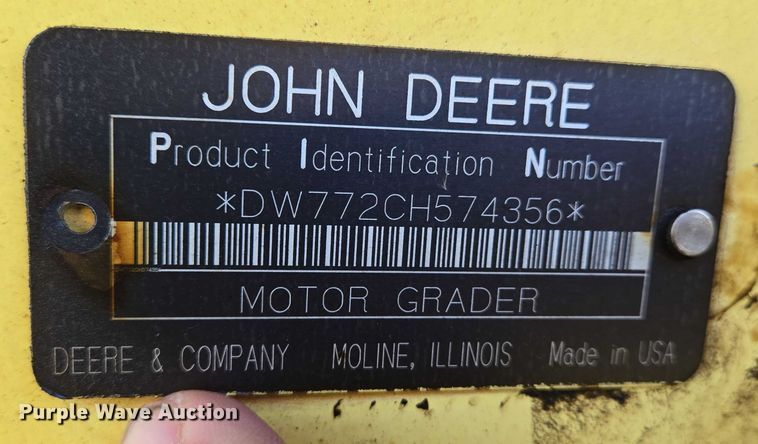 JOHN DEERE
Product Identification Number
*DW772CH574356*
MOTOR GRADER
DEERE & COMPANY MOLINE, ILLINOIS Made in USA
Purple Wave Auction